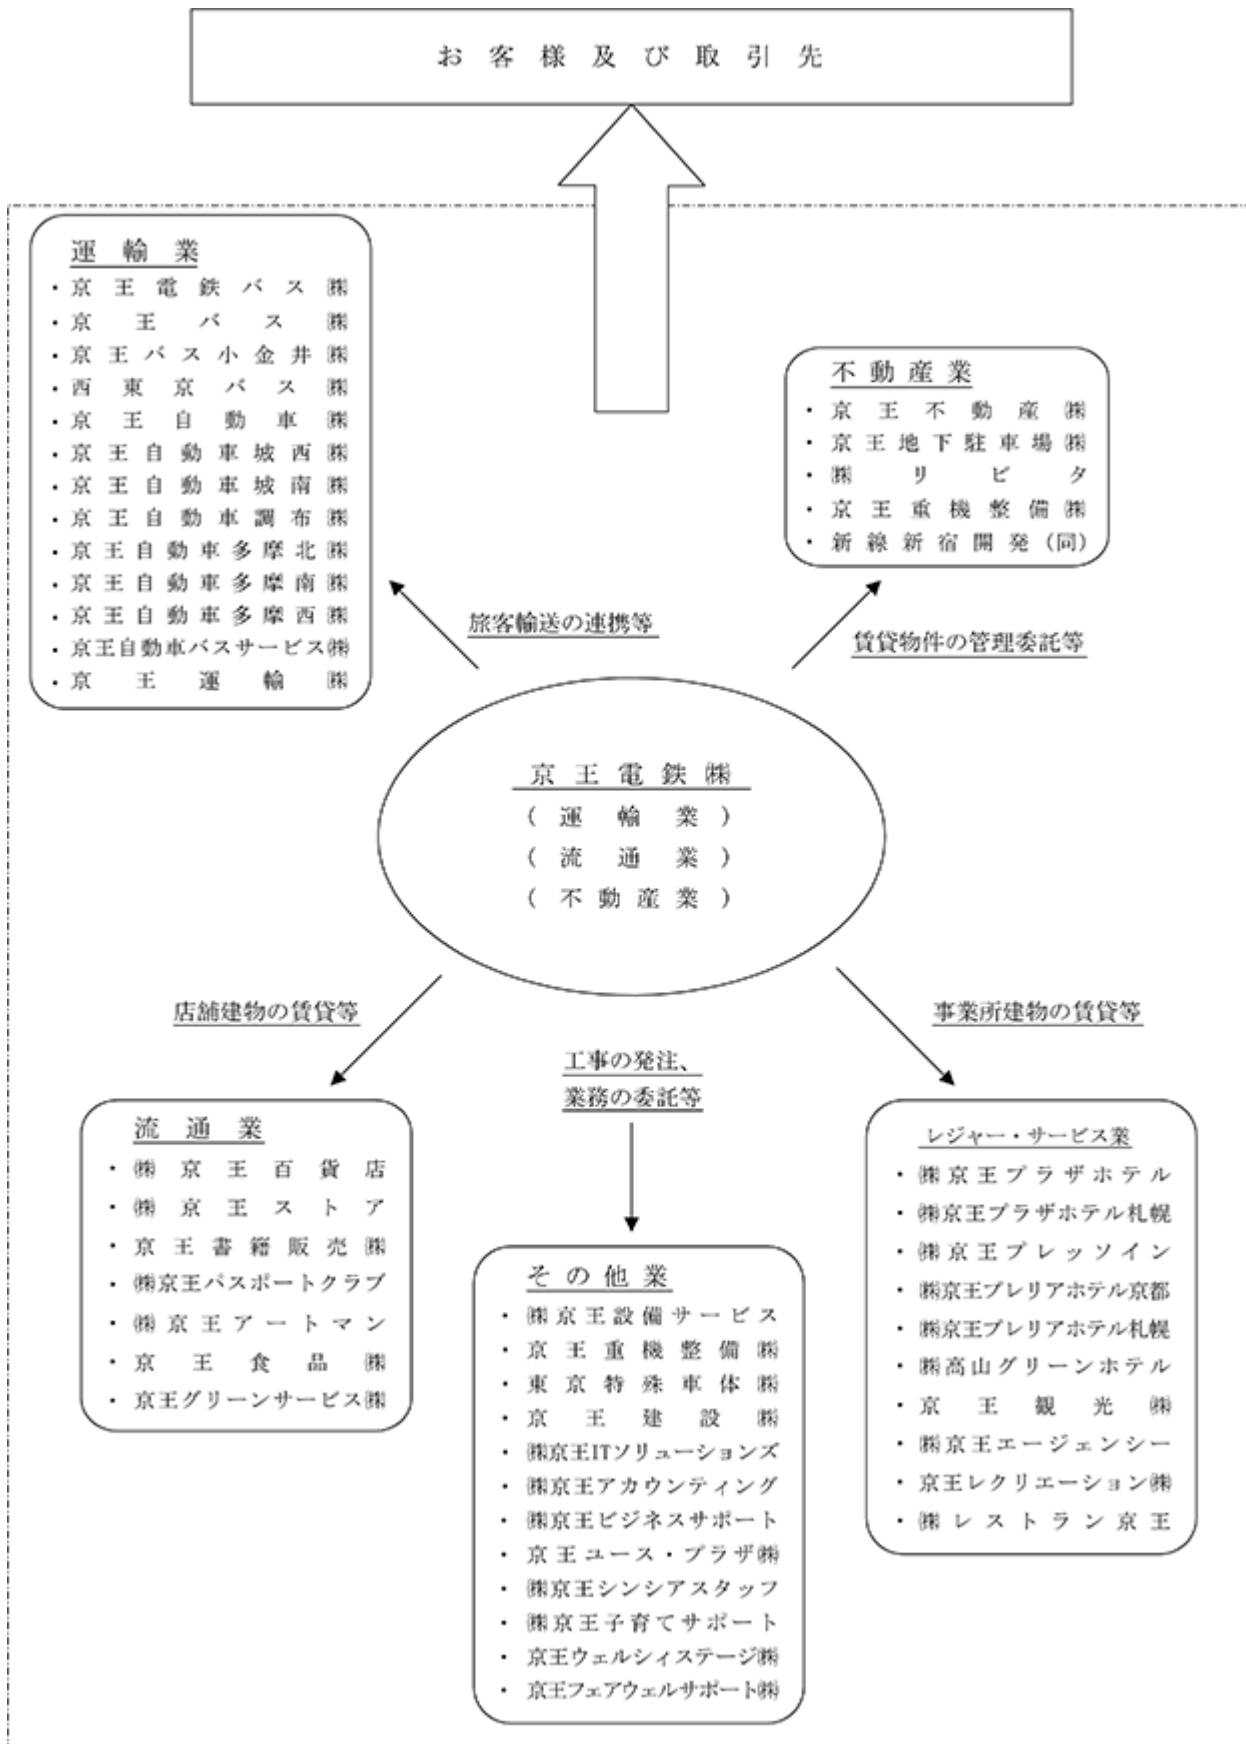 お客様及び取引先
運輸業
・京王電鉄バス㈱
・京王バス㈱
・京王バス小金井㈱
・西東京バス㈱
・京王自動車㈱
・京王自動車城西㈱
・京王自動車城南㈱
・京王自動車調布㈱
・京王自動車多摩北㈱
・京王自動車多摩南㈱
・京王自動車多摩西㈱
・京王自動車バスサービス㈱
・京王運輸㈱
不動産業
・京王不動産㈱
・京王地下駐車場㈱
・㈱リビタ
・京王重機整備㈱
・新線新宿開発(同)
旅客輸送の連携等
賃貸物件の管理委託等
京王電鉄㈱
(運輸業)
(流通業)
(不動産業)
店舗建物の賃貸等
工事の発注、
業務の委託等
事業所建物の賃貸等
流通業
・㈱京王百貨店
・㈱京王ストア
・京王書籍販売㈱
・㈱京王パスポートクラブ
・㈱京王アートマン
・京王食品㈱
・京王グリーンサービス㈱
その他業
・㈱京王設備サービス
・京王重機整備㈱
・東京特殊車体㈱
・京王建設㈱
・㈱京王ITソリューションズ
・㈱京王アカウンティング
・㈱京王ビジネスサポート
・京王ユース・プラザ㈱
・㈱京王シンシアスタッフ
・㈱京王子育てサポート
・京王ウェルシィステージ㈱
・京王フェアウェルサポート㈱
レジャー・サービス業
・㈱京王プラザホテル
・㈱京王プラザホテル札幌
・㈱京王プレッソイン
・㈱京王プレリアホテル京都
・㈱京王プレリアホテル札幌
・㈱高山グリーンホテル
・京王観光㈱
・㈱京王エージェンシー
・京王レクリエーション㈱
・㈱レストラン京王